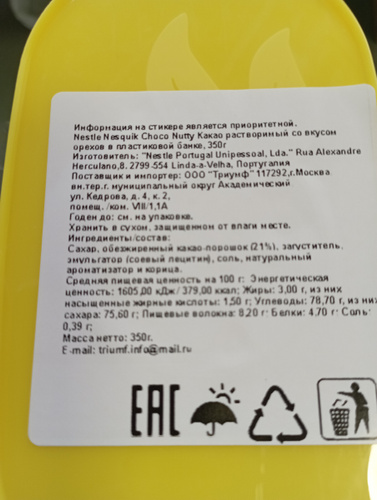 Информация на стикере является приоритетной.
Nestle Nesquik Choco Nutty Какао растворимый со вкусом
орехов в пластиковой банке, 350г
Изготовитель: "Nestle Portugal Unipessoal, Lda." Rua Alexandre
Herculano,8. 2799-554 Linda-a-Velha, Португалия
Поставщик и импортер: ООО "Триумф" 117292,г.Москва
вн.тер.г. муниципальный округ Академический
ул. Кедрова, д. 4, к. 2,
помещ. /ком. VIII/1,1А
Годен до: см. на упаковке.
Хранить в сухом, защищенном от влаги месте.
Ингредиенты/состав:
Сахар, обезжиренный какао-порошок (21%), загуститель,
эмульгатор (соевый лецитин), соль, натуральный
ароматизатор и корица.
Средняя пищевая ценность на 100 г: Энергетическая
ценность: 1605,00 кДж/ 379,00 ккал; Жиры: 3,00 г, из них
насыщенные жирные кислоты: 1,50 г; Углеводы: 78,70 г, из них
сахара: 75,60 г; Пищевые волокна: 8,20 г; Белки: 4,70 г; Соль:
0,39 г;
Масса нетто: 350г.
E-mail: triumf.info@mail.ru
EAC